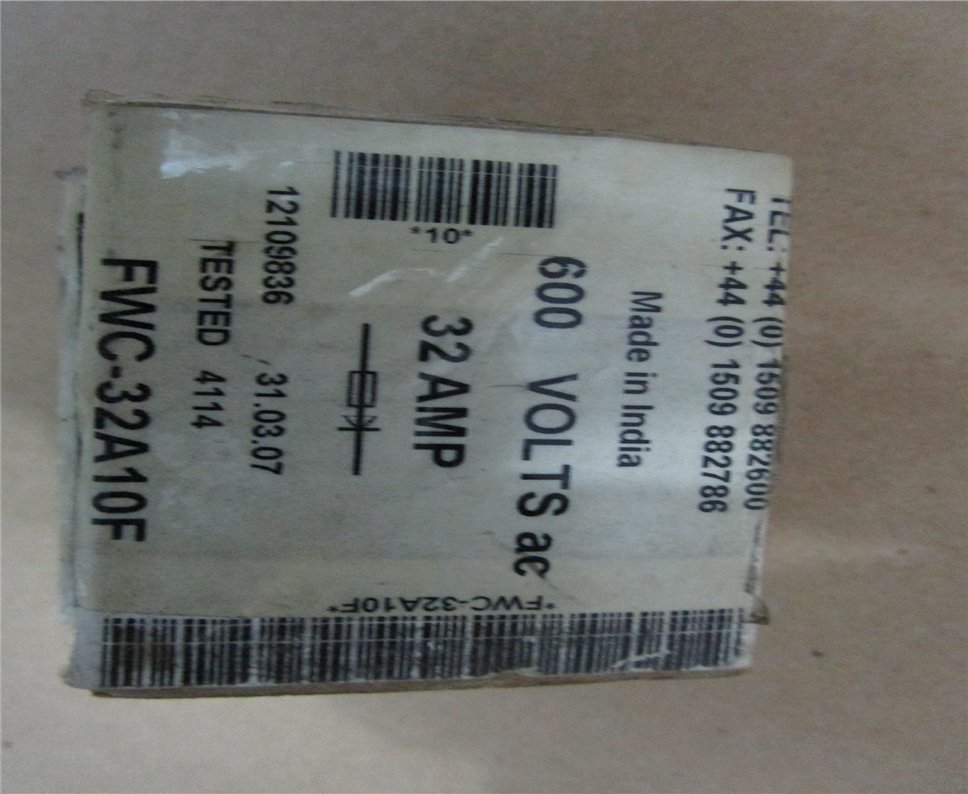 TEL: +44 (0) 1509 882600
FAX: +44 (0) 1509 882786
Made in India
600 VOLTS ac
32 AMP
*10*
12109836 31.03.07
TESTED 4114
FWC-32A10F
*FWC-32A10F*